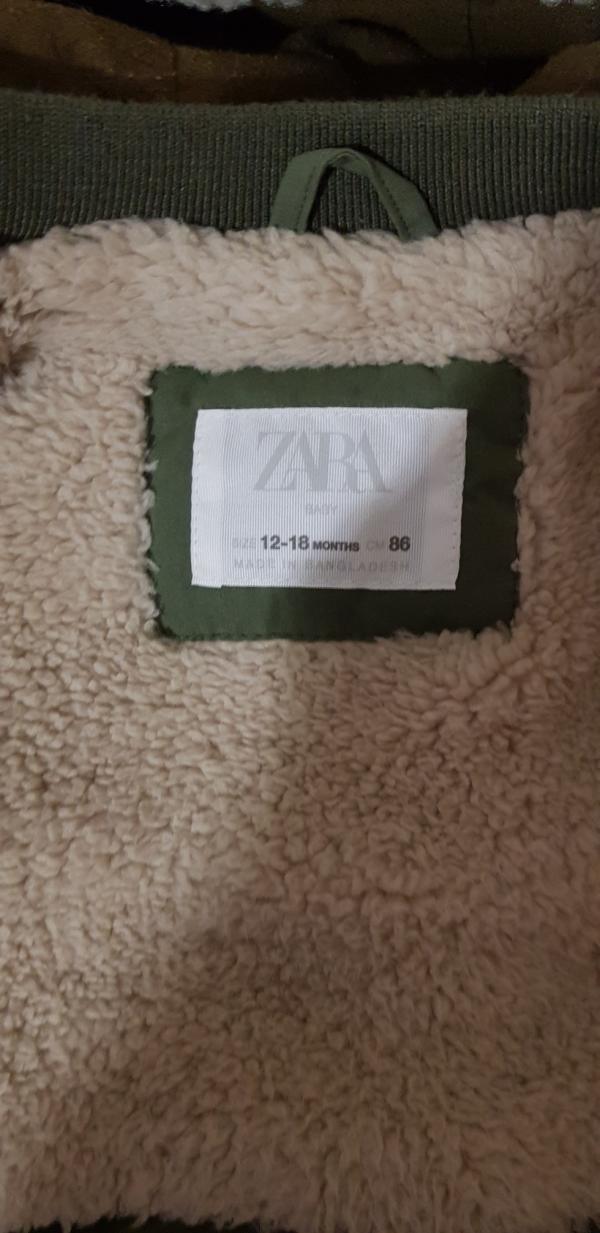 ZARA
BABY
SIZE 12-18 MONTHS CM 86
MADE IN BANGLADESH